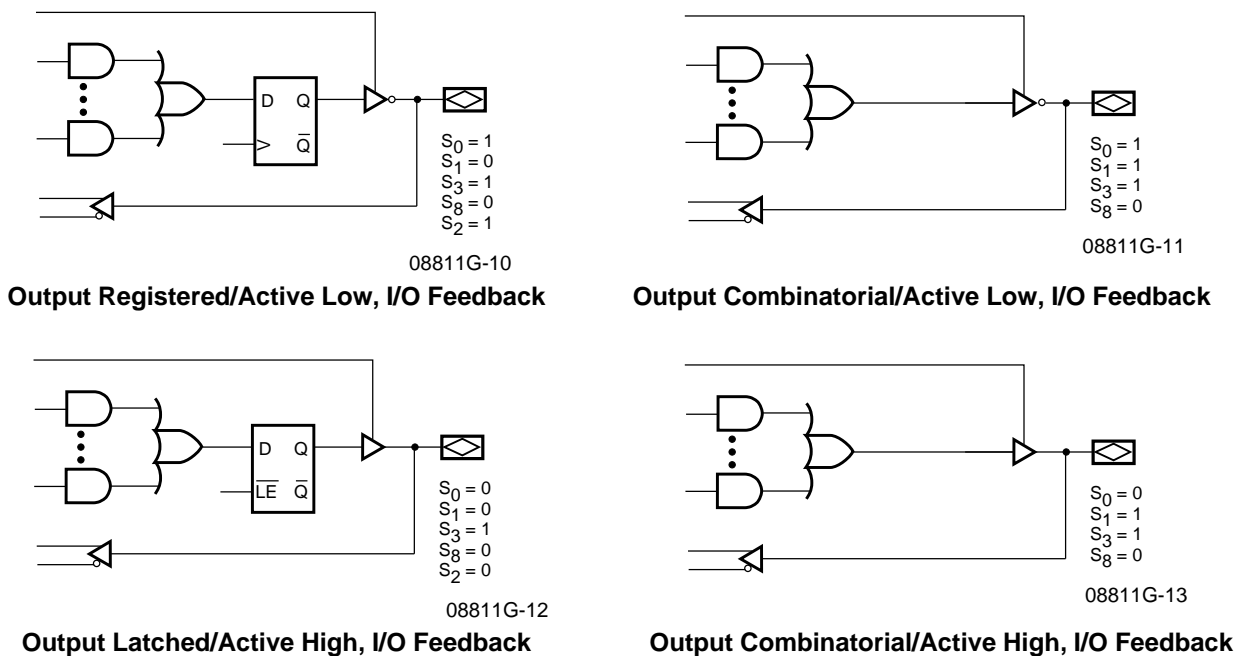 D Q
> Q̅
S0 = 1
S1 = 0
S3 = 1
S8 = 0
S2 = 1
08811G-10
Output Registered/Active Low, I/O Feedback
S0 = 1
S1 = 1
S3 = 1
S8 = 0
08811G-11
Output Combinatorial/Active Low, I/O Feedback
D Q
L̅E̅ Q̅
S0 = 0
S1 = 0
S3 = 1
S8 = 0
S2 = 0
08811G-12
Output Latched/Active High, I/O Feedback
S0 = 0
S1 = 1
S3 = 1
S8 = 0
08811G-13
Output Combinatorial/Active High, I/O Feedback